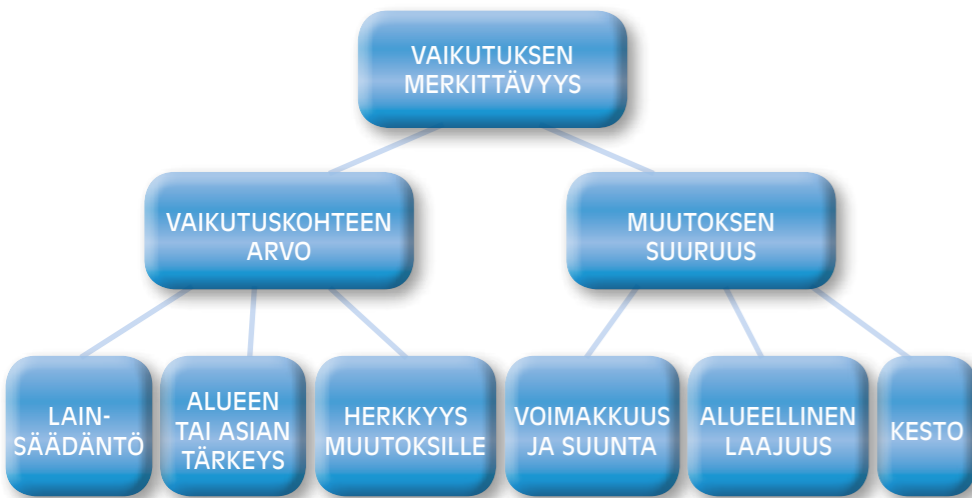 VAIKUTUKSEN
MERKITTÄVYYS
VAIKUTUSKOHTEEN
ARVO
MUUTOKSEN
SUURUUS
LAIN-
SÄÄDÄNTÖ
ALUEEN
TAI ASIAN
TÄRKEYS
HERKKYYS
MUUTOKSILLE
VOIMAKKUUS
JA SUUNTA
ALUEELLINEN
LAAJUUS
KESTO